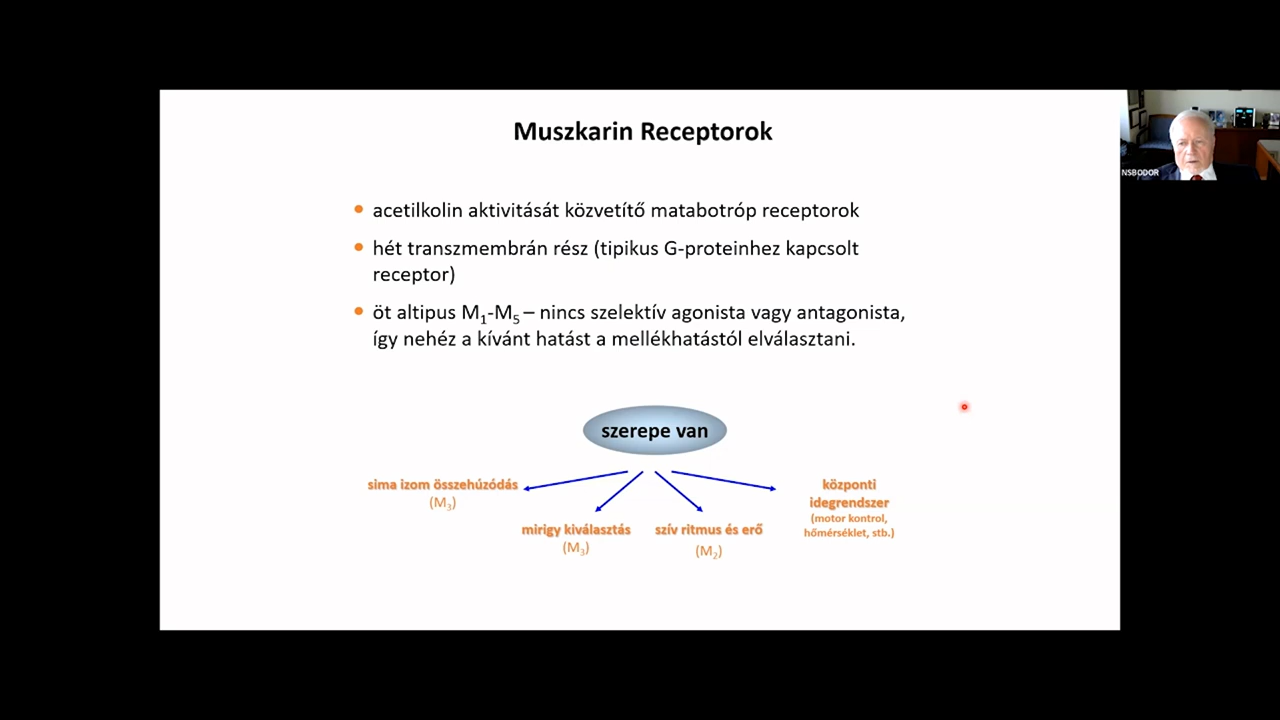 Muszkarin Receptorok
NSBODOR
• acetilkolin aktivitását közvetítő matabotróp receptorok
• hét transzmembrán rész (tipikus G-proteinhez kapcsolt
receptor)
• öt altipus M₁-M₅ – nincs szelektív agonista vagy antagonista,
így nehéz a kívánt hatást a mellékhatástól elválasztani.
szerepe van
sima izom összehúzódás
(M₃)
mirigy kiválasztás
(M₃)
szív ritmus és erő
(M₂)
központi
idegrendszer
(motor kontrol,
hőmérséklet, stb.)